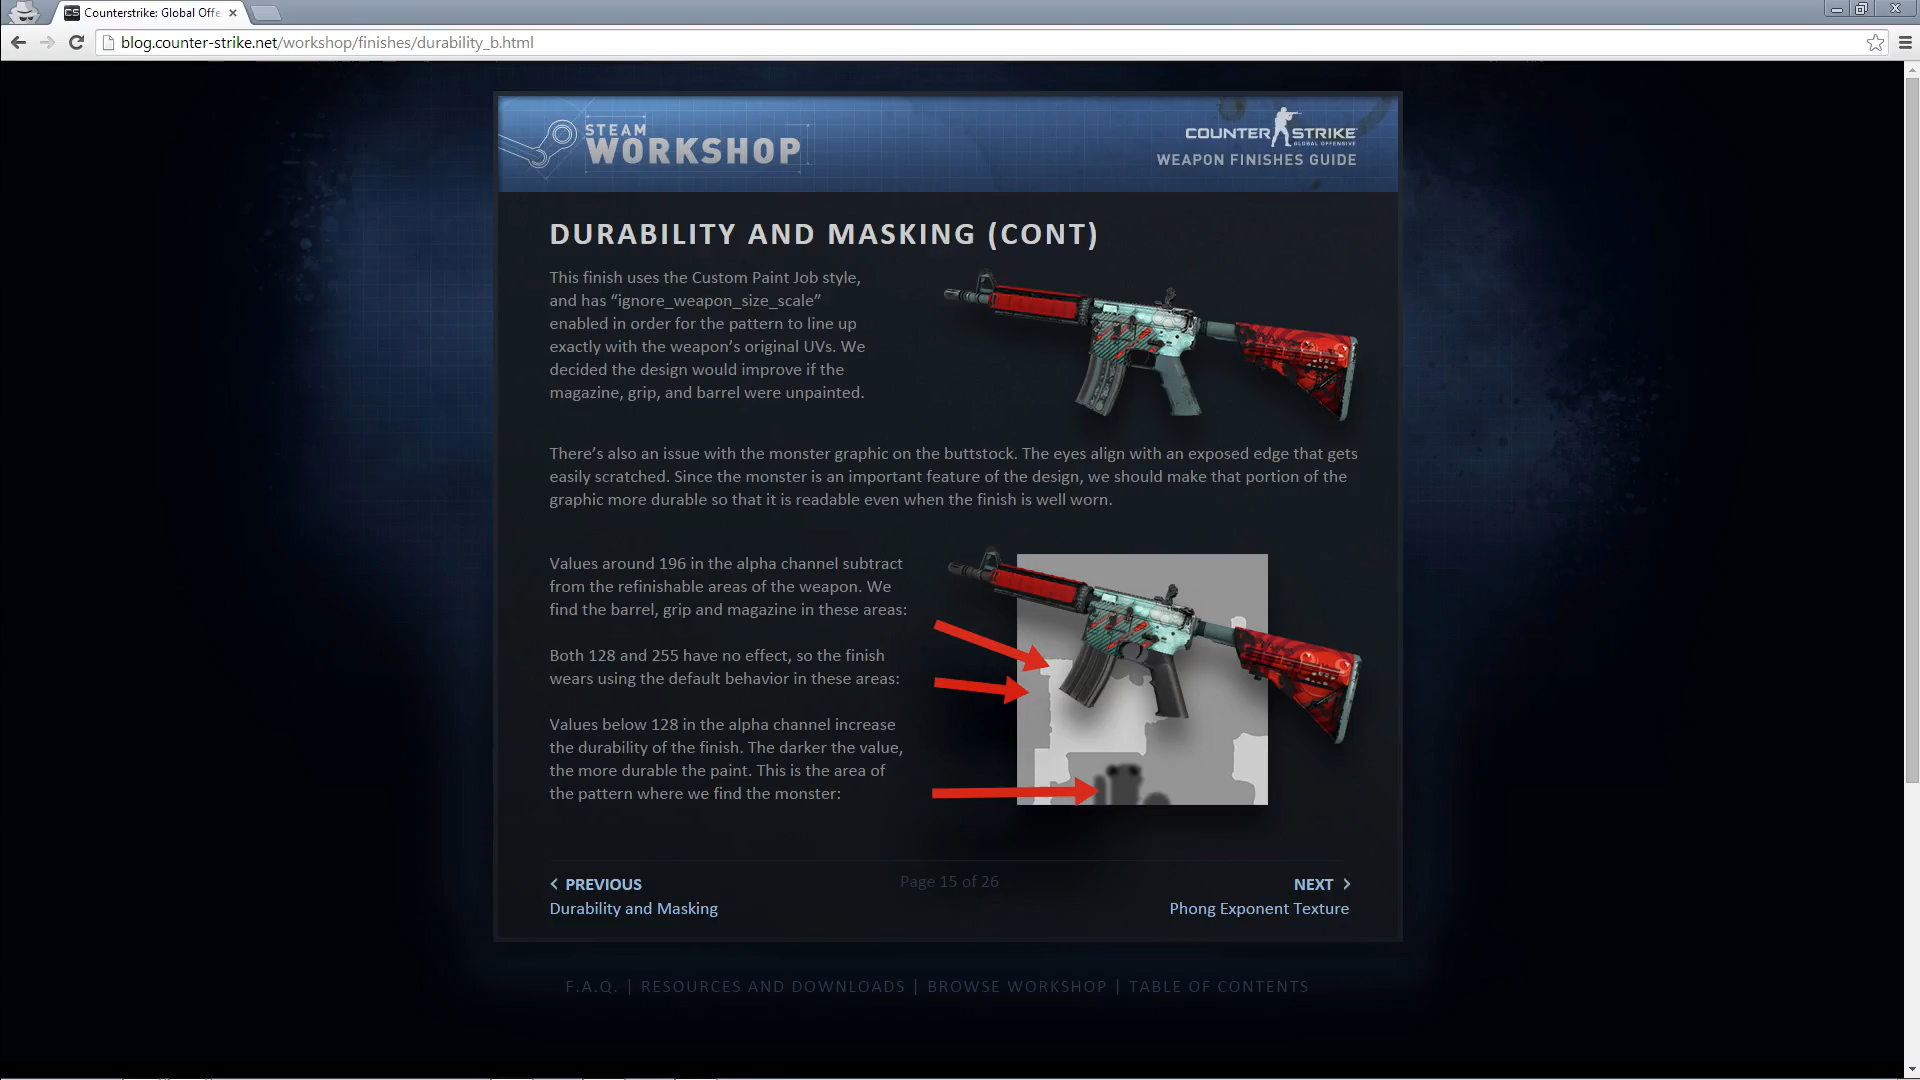 Counterstrike: Global Offe
blog.counter-strike.net/workshop/finishes/durability_b.html
STEAM
WORKSHOP
COUNTER STRIKE
GLOBAL OFFENSIVE
WEAPON FINISHES GUIDE
DURABILITY AND MASKING (CONT)
This finish uses the Custom Paint Job style,
and has “ignore_weapon_size_scale”
enabled in order for the pattern to line up
exactly with the weapon’s original UVs. We
decided the design would improve if the
magazine, grip, and barrel were unpainted.
There’s also an issue with the monster graphic on the buttstock. The eyes align with an exposed edge that gets
easily scratched. Since the monster is an important feature of the design, we should make that portion of the
graphic more durable so that it is readable even when the finish is well worn.
Values around 196 in the alpha channel subtract
from the refinishable areas of the weapon. We
find the barrel, grip and magazine in these areas:
Both 128 and 255 have no effect, so the finish
wears using the default behavior in these areas:
Values below 128 in the alpha channel increase
the durability of the finish. The darker the value,
the more durable the paint. This is the area of
the pattern where we find the monster:
PREVIOUS
Durability and Masking
Page 15 of 26
NEXT
Phong Exponent Texture
F.A.Q. | RESOURCES AND DOWNLOADS | BROWSE WORKSHOP | TABLE OF CONTENTS